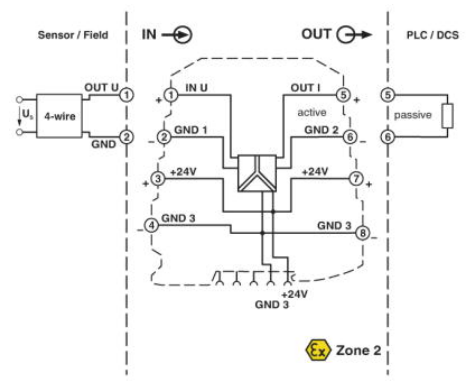 Sensor / Field IN OUT PLC / DCS
OUT U 1 + 1 IN U OUT I 5 + 5
Us 4-wire active passive
GND 2 − 2 GND 1 GND 2 6 − 6
+ 3 +24V +24V 7 +
− 4 GND 3 GND 3 8 −
+24V
GND 3
Ex Zone 2